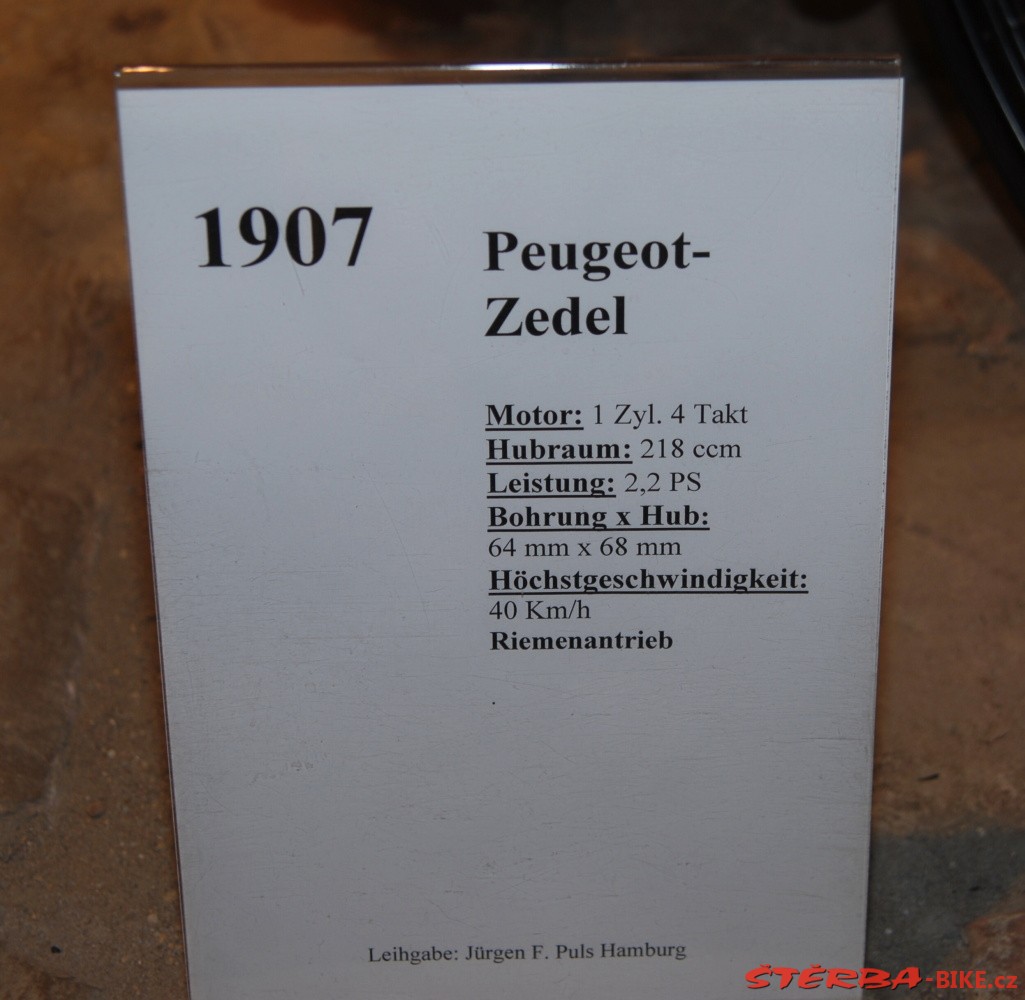 1907
Peugeot-
Zedel
Motor: 1 Zyl. 4 Takt
Hubraum: 218 ccm
Leistung: 2,2 PS
Bohrung x Hub:
64 mm x 68 mm
Höchstgeschwindigkeit:
40 Km/h
Riemenantrieb
Leihgabe: Jürgen F. Puls Hamburg
ŠTĚRBA-BIKE.cz